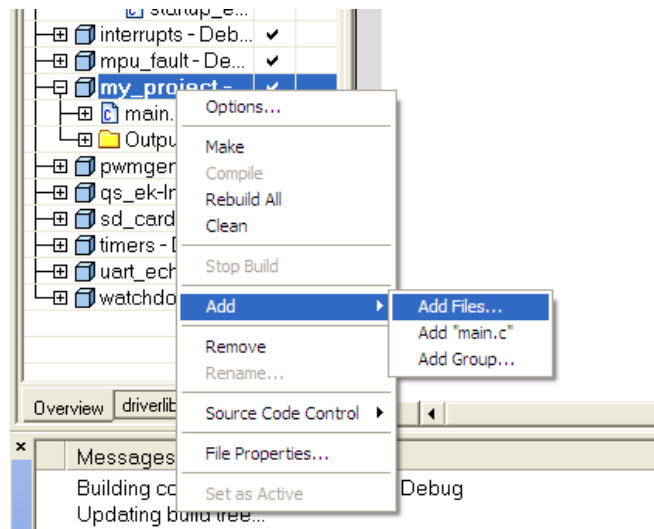 startup_e...
interrupts - Deb...
mpu_fault - De...
my_project -
main.
Outpu
pwmger
qs_ek-l
sd_card
timers - [
uart_ech
watchdo
Options...
Make
Compile
Rebuild All
Clean
Stop Build
Add
Remove
Rename...
Source Code Control
File Properties...
Set as Active
Add Files...
Add "main.c"
Add Group...
Overview driverlib
Messages
Building co Debug
Updating build tree...